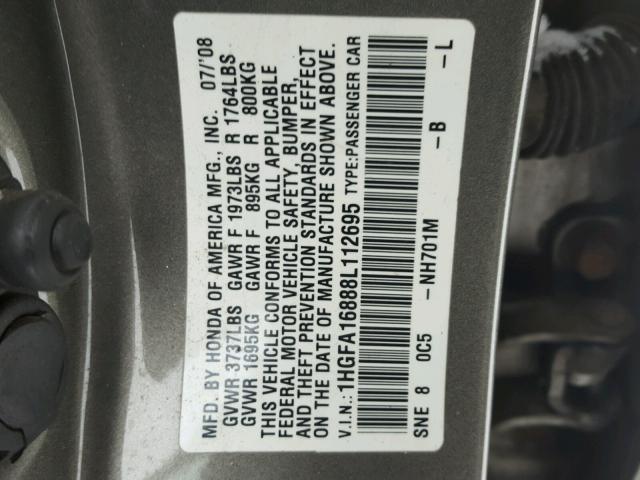 MFD. BY HONDA OF AMERICA MFG., INC. 07/'08
GVWR 3737LBS GAWR F 1973LBS R 1764LBS
GVWR 1695KG GAWR F 895KG R 800KG
THIS VEHICLE CONFORMS TO ALL APPLICABLE
FEDERAL MOTOR VEHICLE SAFETY, BUMPER,
AND THEFT PREVENTION STANDARDS IN EFFECT
ON THE DATE OF MANUFACTURE SHOWN ABOVE.
V.I.N.:1HGFA16888L112695 TYPE:PASSENGER CAR
SNE 8 0C5 -NH701M -B -L